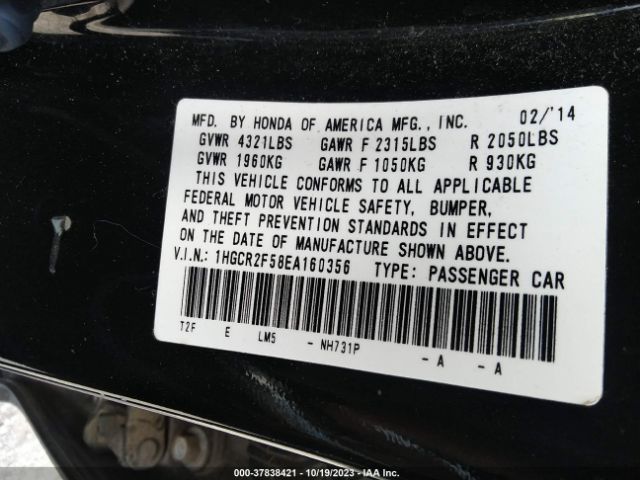 MFD. BY HONDA OF AMERICA MFG., INC. 02/'14
GVWR 4321LBS GAWR F 2315LBS R 2050LBS
GVWR 1960KG GAWR F 1050KG R 930KG
THIS VEHICLE CONFORMS TO ALL APPLICABLE
FEDERAL MOTOR VEHICLE SAFETY, BUMPER,
AND THEFT PREVENTION STANDARDS IN EFFECT
ON THE DATE OF MANUFACTURE SHOWN ABOVE.
V.I.N.: 1HGCR2F58EA160356 TYPE: PASSENGER CAR
T2F E LM5 - NH731P - A - A
000-37838421 - 10/19/2023 - IAA Inc.